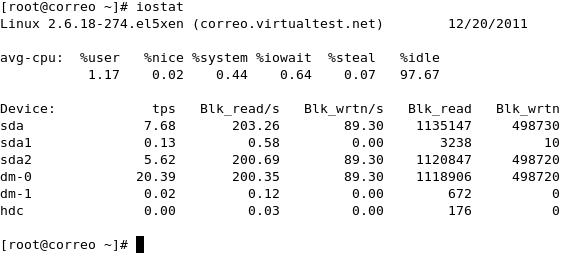 [root@correo ~]# iostat
Linux 2.6.18-274.el5xen (correo.virtualtest.net) 12/20/2011
avg-cpu: %user %nice %system %iowait %steal %idle
1.17 0.02 0.44 0.64 0.07 97.67
Device: tps Blk_read/s Blk_wrtn/s Blk_read Blk_wrtn
sda 7.68 203.26 89.30 1135147 498730
sda1 0.13 0.58 0.00 3238 10
sda2 5.62 200.69 89.30 1120847 498720
dm-0 20.39 200.35 89.30 1118906 498720
dm-1 0.02 0.12 0.00 672 0
hdc 0.00 0.03 0.00 176 0
[root@correo ~]#